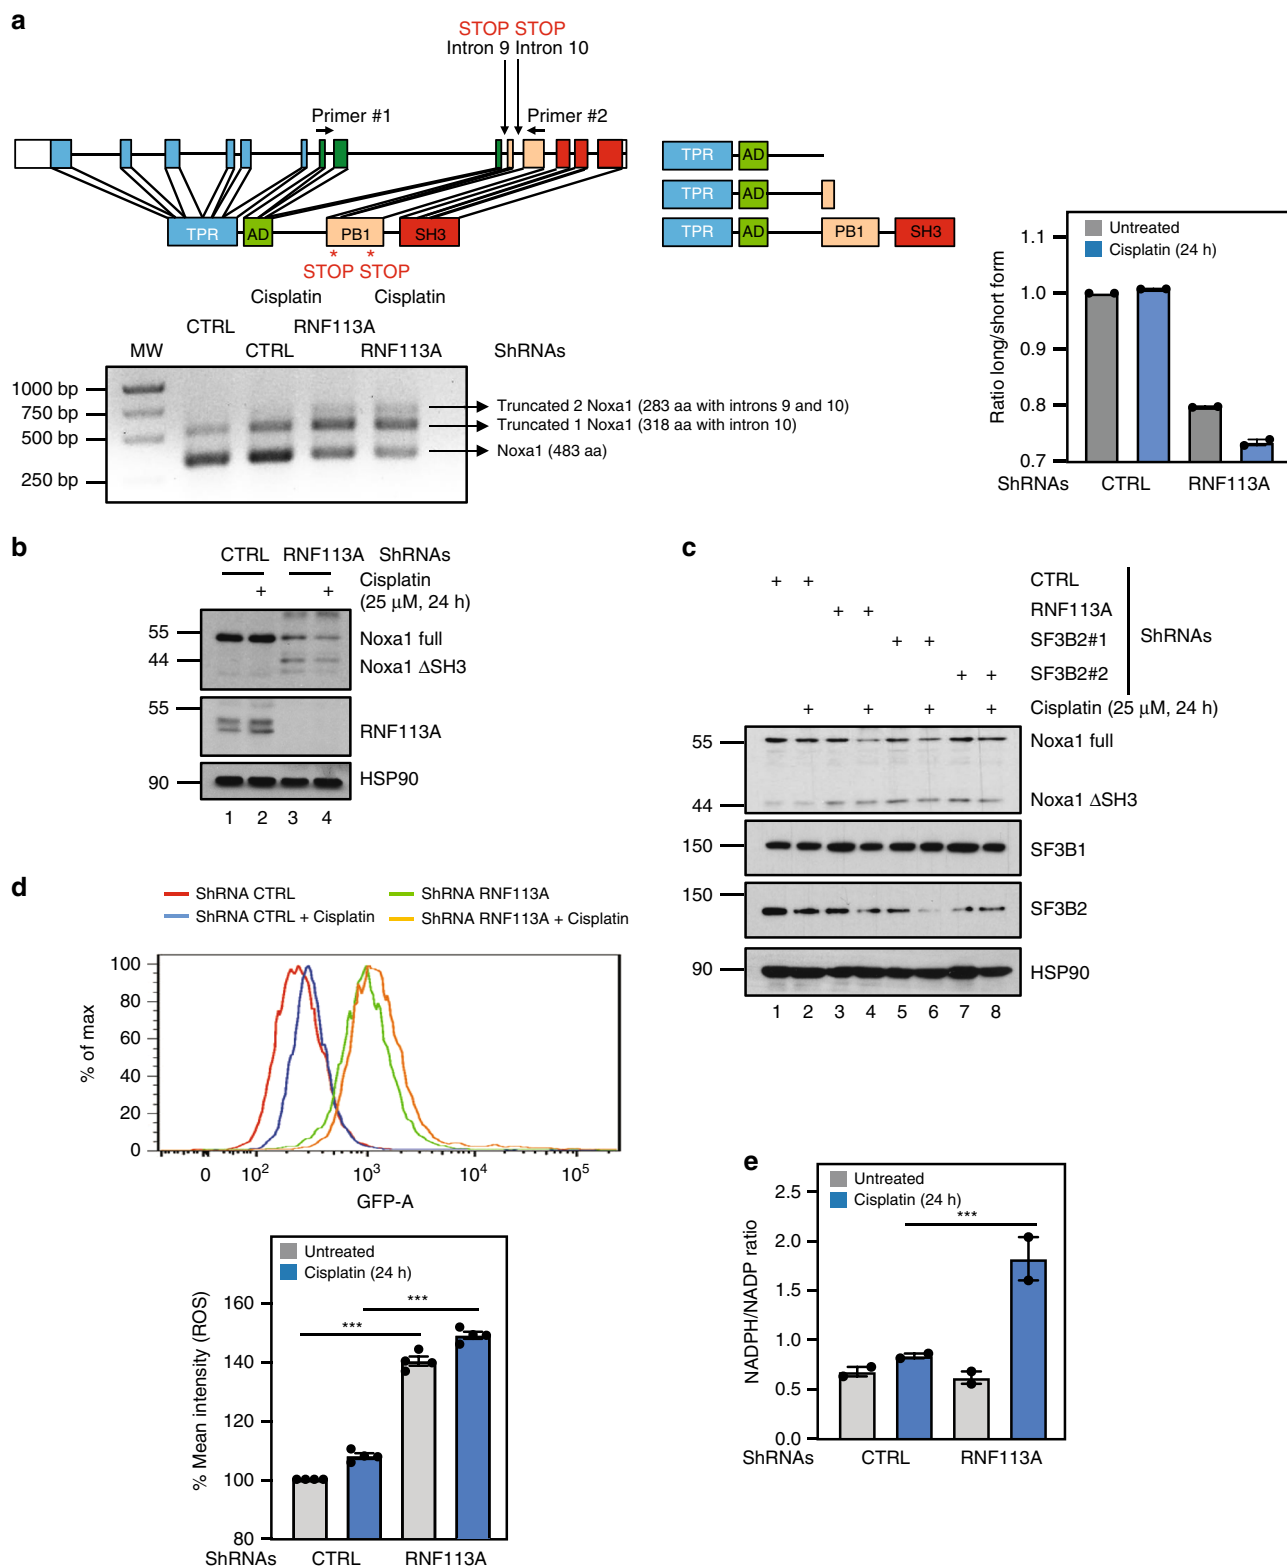 a
STOP STOP
Intron 9 Intron 10
Primer #1
Primer #2
TPR
AD
PB1
SH3
* *
STOP STOP
TPR AD
TPR AD
TPR AD PB1 SH3
Cisplatin Cisplatin
CTRL RNF113A
MW CTRL RNF113A ShRNAs
1000 bp
750 bp
500 bp
250 bp
Truncated 2 Noxa1 (283 aa with introns 9 and 10)
Truncated 1 Noxa1 (318 aa with intron 10)
Noxa1 (483 aa)
Untreated
Cisplatin (24 h)
Ratio long/short form
1.1
1.0
0.9
0.8
0.7
ShRNAs CTRL RNF113A
b
CTRL RNF113A ShRNAs
Cisplatin
+ + (25 µM, 24 h)
55
44
Noxa1 full
Noxa1 ΔSH3
55
RNF113A
90
HSP90
1 2 3 4
c
+ + CTRL
+ + RNF113A
+ + SF3B2#1
+ + SF3B2#2
ShRNAs
+ + + + Cisplatin (25 µM, 24 h)
55 Noxa1 full
44 Noxa1 ΔSH3
150 SF3B1
150 SF3B2
90 HSP90
1 2 3 4 5 6 7 8
d
ShRNA CTRL
ShRNA RNF113A
ShRNA CTRL + Cisplatin
ShRNA RNF113A + Cisplatin
% of max
100
80
60
40
20
0
0 10² 10³ 10⁴ 10⁵
GFP-A
Untreated
Cisplatin (24 h)
% Mean intensity (ROS)
160
140
120
100
80
***
***
ShRNAs CTRL RNF113A
e
Untreated
Cisplatin (24 h)
***
NADPH/NADP ratio
2.5
2.0
1.5
1.0
0.5
0.0
ShRNAs CTRL RNF113A